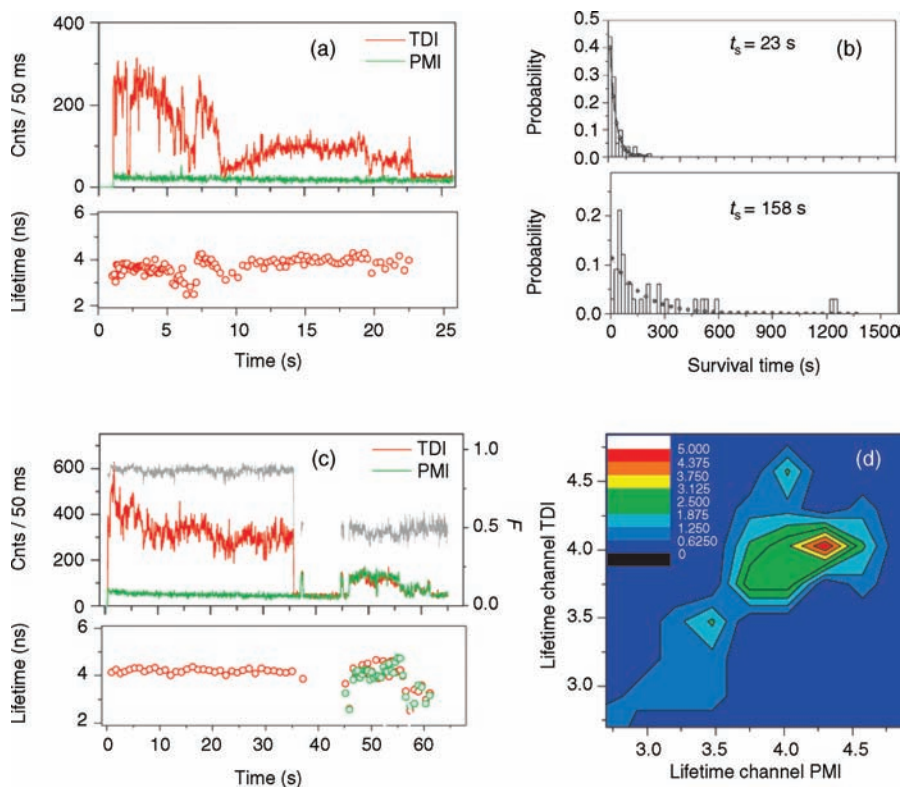 (a)
TDI
PMI
Cnts / 50 ms
400
200
0
Lifetime (ns)
6
4
2
0 5 10 15 20 25
Time (s)
(b)
tₛ = 23 s
Probability
0.5
0.4
0.3
0.2
0.1
0.0
tₛ = 158 s
Probability
0.2
0.1
0.0
0 300 600 900 1200 1500
Survival time (s)
(c)
TDI
PMI
Cnts / 50 ms
600
400
200
0
1.0
0.5
0.0
F
Lifetime (ns)
6
4
2
0 10 20 30 40 50 60
Time (s)
(d)
5.000
4.375
3.750
3.125
2.500
1.875
1.250
0.6250
0
Lifetime channel TDI
4.5
4.0
3.5
3.0
3.0 3.5 4.0 4.5
Lifetime channel PMI